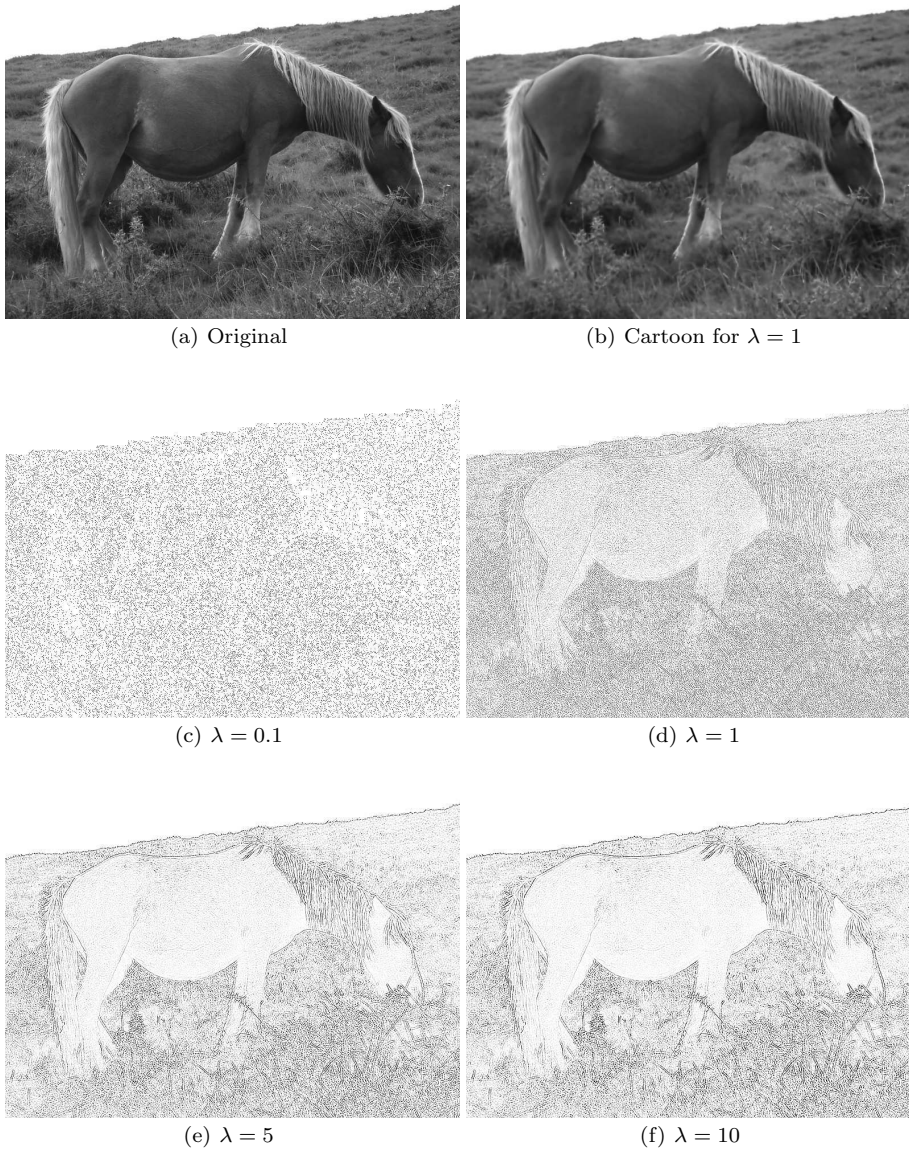 (a) Original
(b) Cartoon for λ = 1
(c) λ = 0.1
(d) λ = 1
(e) λ = 5
(f) λ = 10